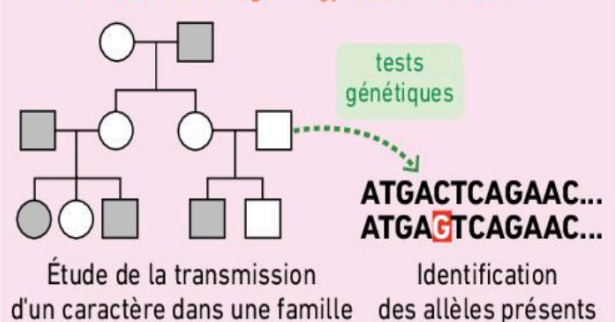 tests
génétiques
ATGACTCAGAAC...
ATGAGTCAGAAC...
Étude de la transmission
d'un caractère dans une famille
Identification
des allèles présents